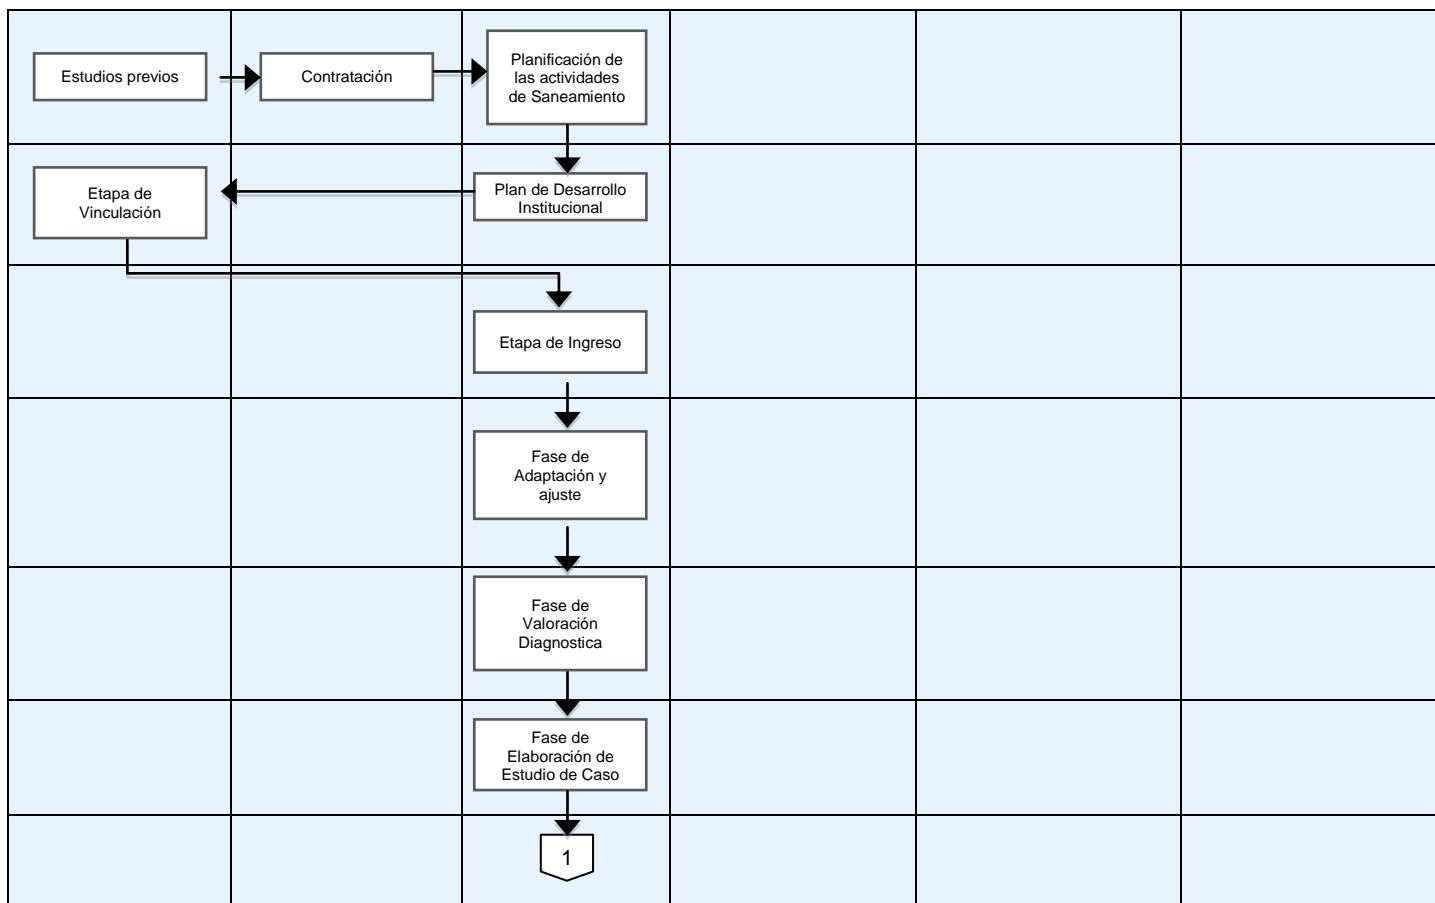 Estudios previos
Contratación
Planificación de
las actividades
de Saneamiento
Etapa de
Vinculación
Plan de Desarrollo
Institucional
Etapa de Ingreso
Fase de
Adaptación y
ajuste
Fase de
Valoración
Diagnostica
Fase de
Elaboración de
Estudio de Caso
1